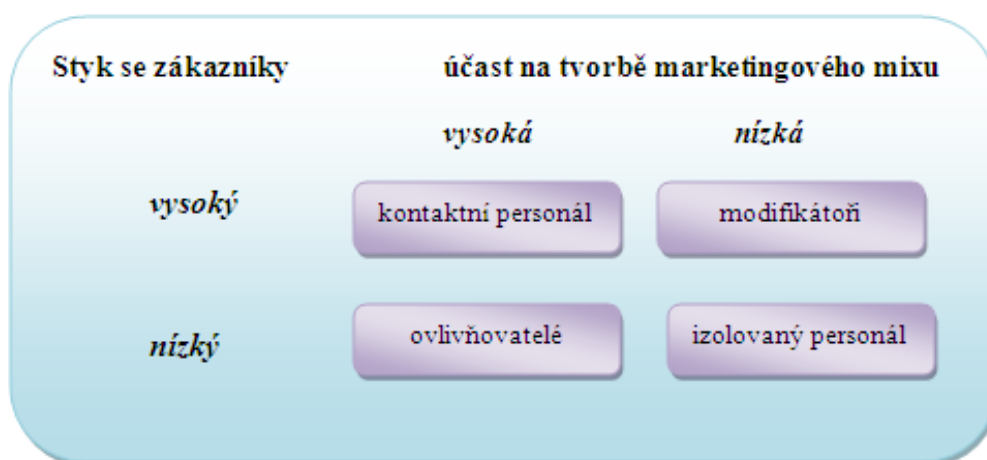 Styk se zákazníky účast na tvorbě marketingového mixu
vysoká nízká
vysoký kontaktní personál modifikátoři
nízký ovlivňovatelé izolovaný personál